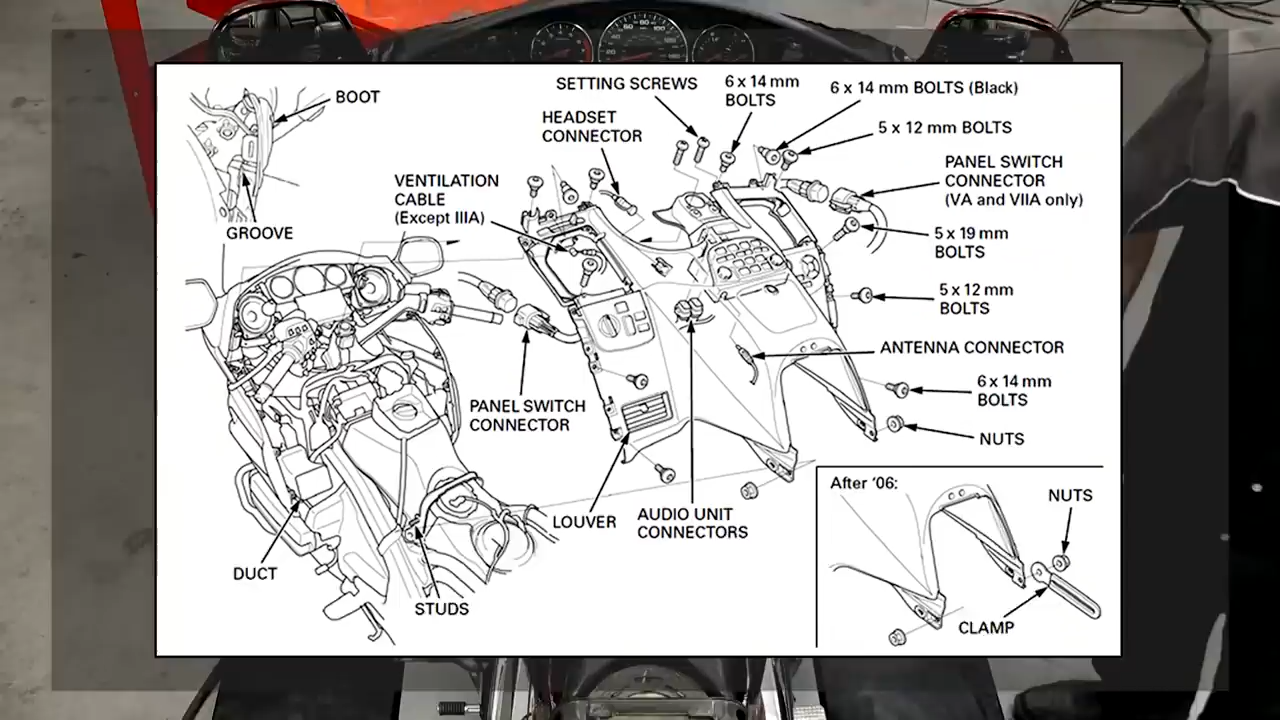 BOOT
GROOVE
SETTING SCREWS
6 x 14 mm
BOLTS
6 x 14 mm BOLTS (Black)
HEADSET
CONNECTOR
5 x 12 mm BOLTS
VENTILATION
CABLE
(Except IIIA)
PANEL SWITCH
CONNECTOR
(VA and VIIA only)
5 x 19 mm
BOLTS
5 x 12 mm
BOLTS
ANTENNA CONNECTOR
6 x 14 mm
BOLTS
PANEL SWITCH
CONNECTOR
NUTS
LOUVER
AUDIO UNIT
CONNECTORS
DUCT
STUDS
After '06:
NUTS
CLAMP